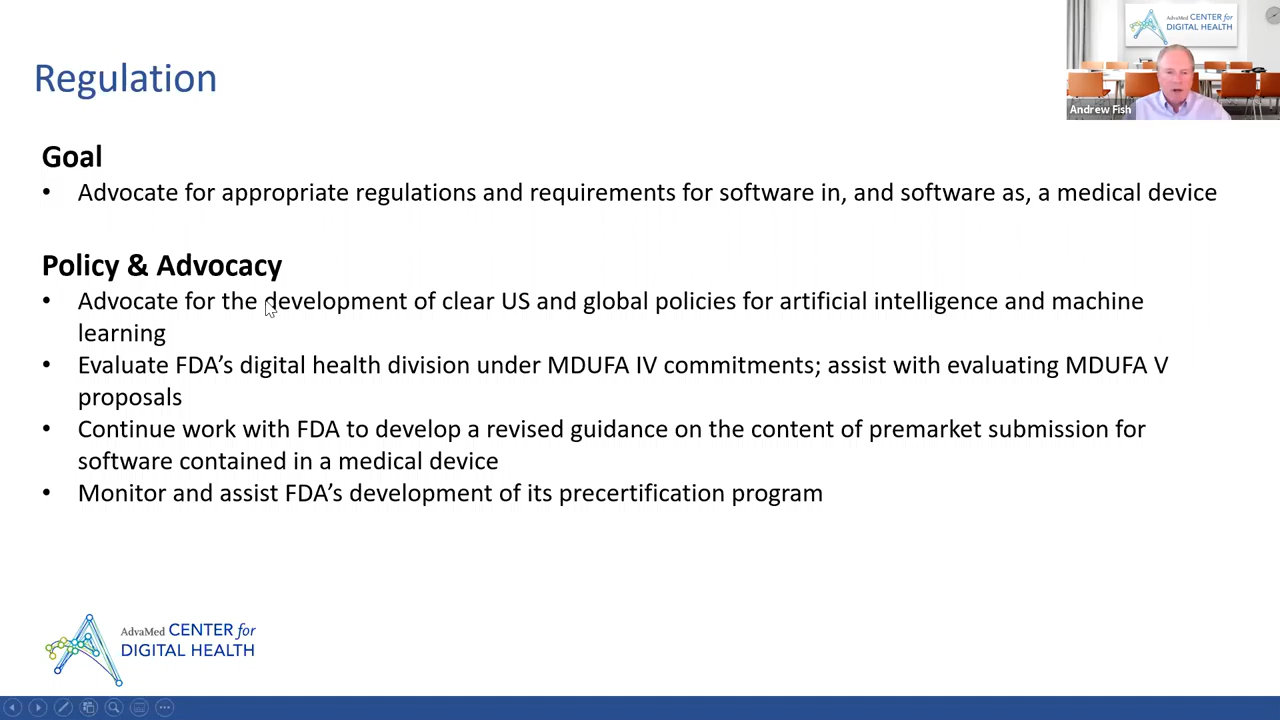 Regulation
AdvaMed CENTER for
DIGITAL HEALTH
Andrew Fish
Goal
• Advocate for appropriate regulations and requirements for software in, and software as, a medical device
Policy & Advocacy
• Advocate for the development of clear US and global policies for artificial intelligence and machine
learning
• Evaluate FDA’s digital health division under MDUFA IV commitments; assist with evaluating MDUFA V
proposals
• Continue work with FDA to develop a revised guidance on the content of premarket submission for
software contained in a medical device
• Monitor and assist FDA’s development of its precertification program
AdvaMed CENTER for
DIGITAL HEALTH